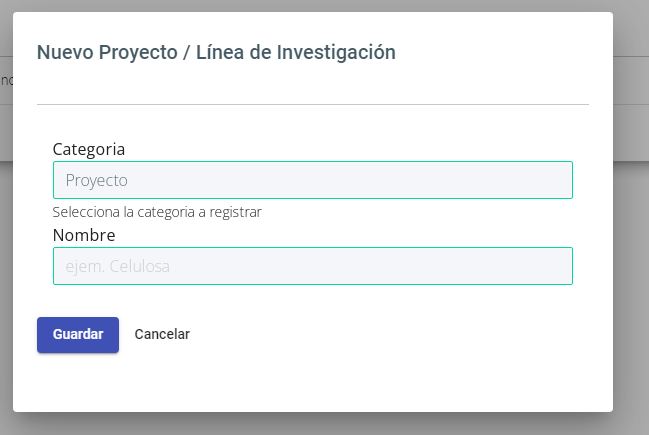 Nuevo Proyecto / Línea de Investigación
Categoria
Proyecto
Selecciona la categoria a registrar
Nombre
ejem. Celulosa
Guardar Cancelar